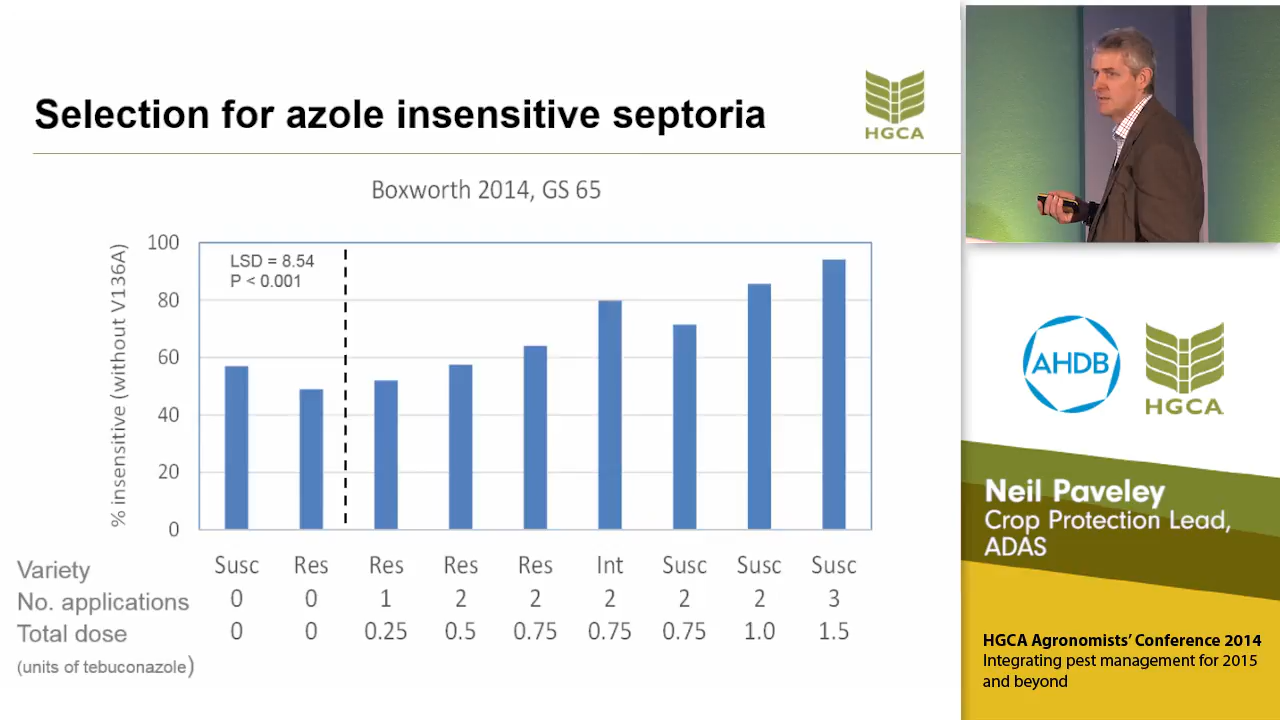 Selection for azole insensitive septoria
HGCA
Boxworth 2014, GS 65
% insensitive (without V136A)
100
80
60
40
20
0
LSD = 8.54
P < 0.001
Variety Susc Res Res Res Res Int Susc Susc Susc
No. applications 0 0 1 2 2 2 2 2 3
Total dose 0 0 0.25 0.5 0.75 0.75 0.75 1.0 1.5
(units of tebuconazole)
AHDB
HGCA
Neil Paveley
Crop Protection Lead,
ADAS
HGCA Agronomists’ Conference 2014
Integrating pest management for 2015
and beyond